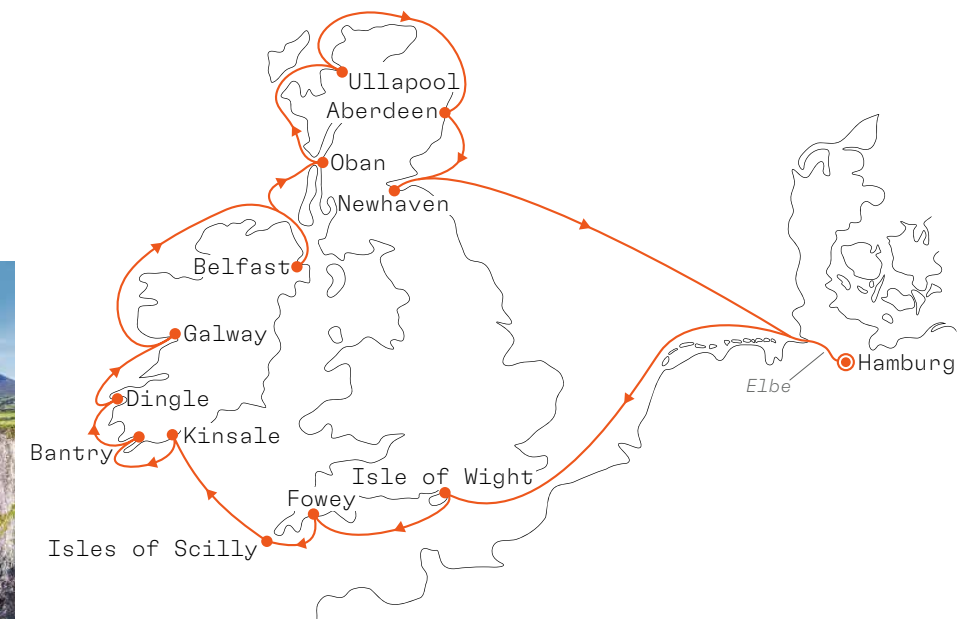 Ullapool
Aberdeen
Oban
Newhaven
Belfast
Galway
Hamburg
Elbe
Dingle
Kinsale
Bantry
Isle of Wight
Fowey
Isles of Scilly